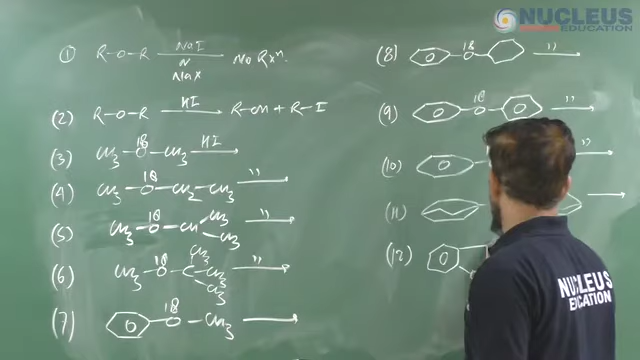 NUCLEUS
EDUCATION
(1) R-O-R NaI
N
NaX No Rxn.
(2) R-O-R HI R-OH + R-I
(3) CH3-O-CH3 HI
18
(4) CH3-O-CH2-CH3 "
18
(5) CH3-O-CH-CH3 "
18
CH3
(6) CH3-O-C-CH3 "
18
CH3
CH3
(7) O 18 O-CH3
(8) O 18 O "
(9) O 18 O O "
(10) O "
(11)
(12) O
NUCLEUS
EDUCATION